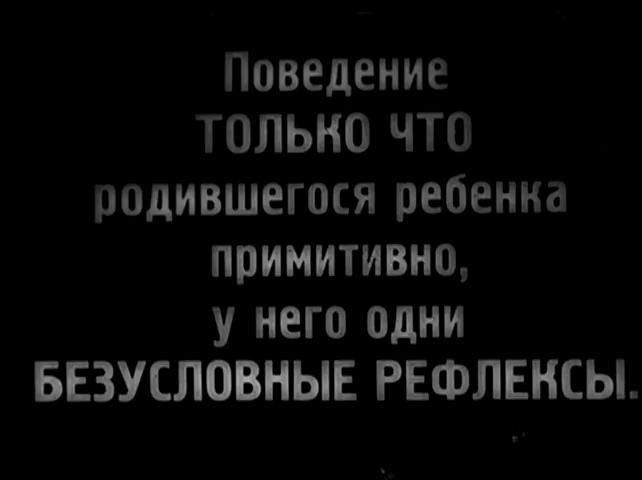 Поведение
ТОЛЬКО ЧТО
родившегося ребенка
примитивно,
у него одни
БЕЗУСЛОВНЫЕ РЕФЛЕКСЫ.